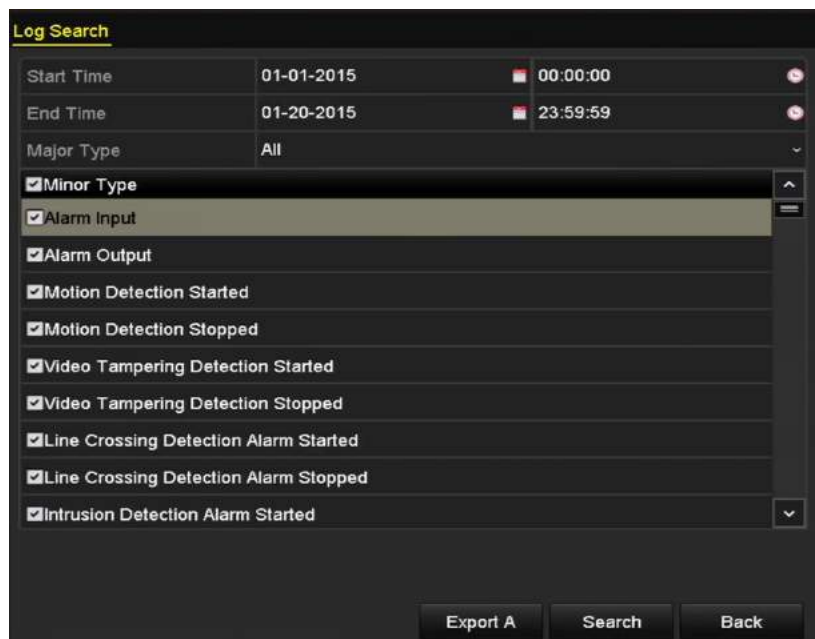 Log Search
Start Time 01-01-2015 00:00:00
End Time 01-20-2015 23:59:59
Major Type All
Minor Type
Alarm Input
Alarm Output
Motion Detection Started
Motion Detection Stopped
Video Tampering Detection Started
Video Tampering Detection Stopped
Line Crossing Detection Alarm Started
Line Crossing Detection Alarm Stopped
Intrusion Detection Alarm Started
Export A Search Back